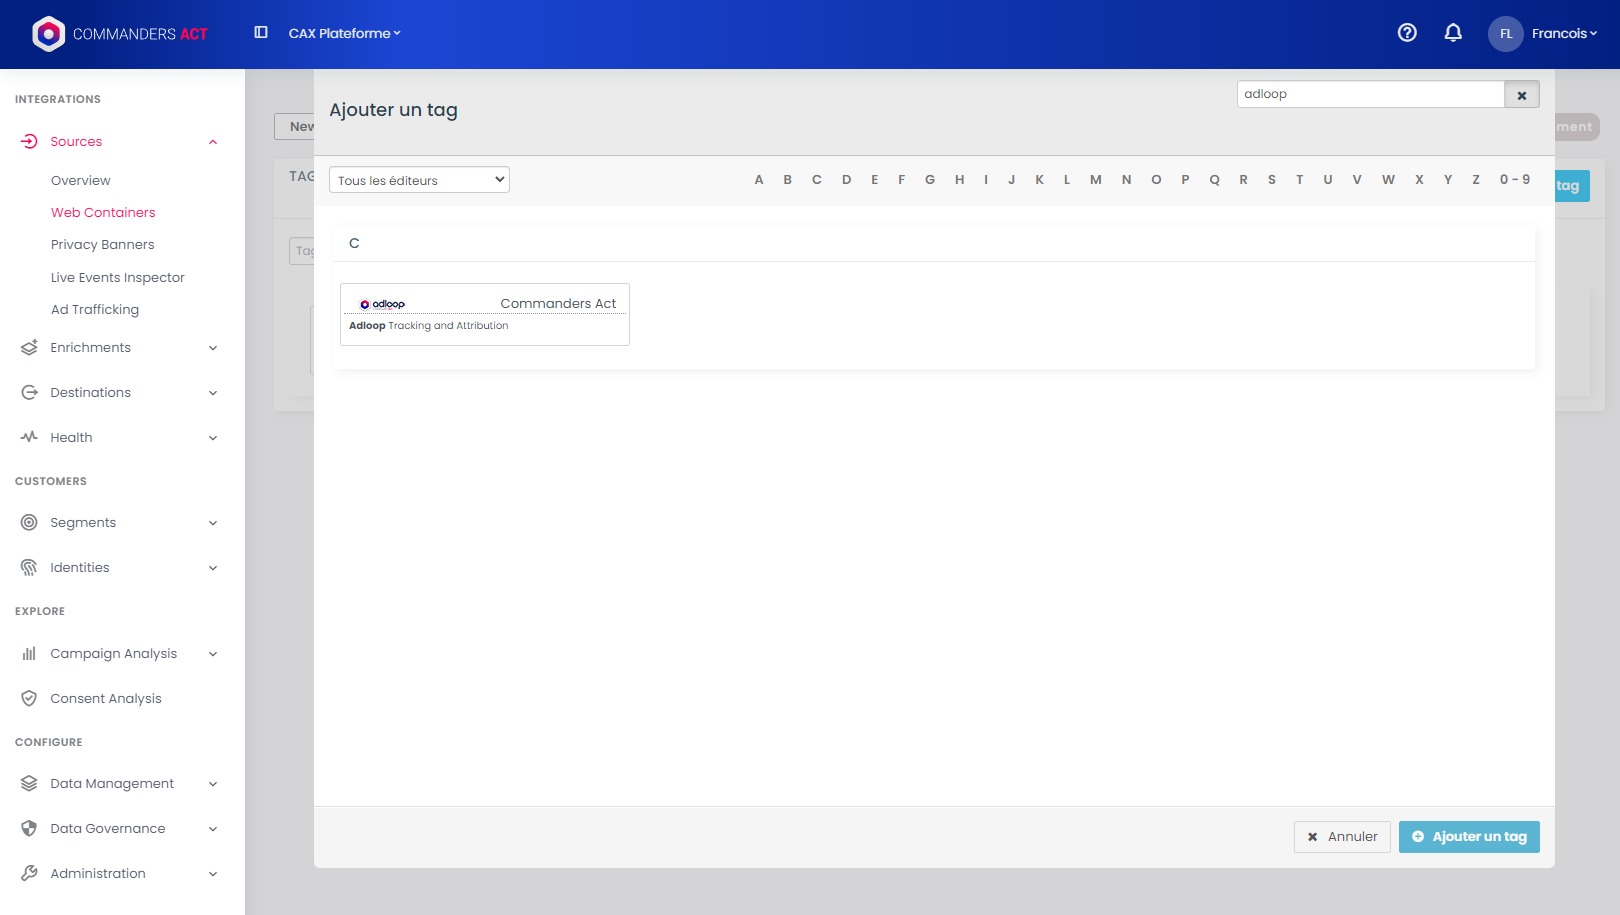 COMMANDERS ACT
CAX Plateforme
FL
Francois
INTEGRATIONS
Sources
Overview
Web Containers
Privacy Banners
Live Events Inspector
Ad Trafficking
Enrichments
Destinations
Health
CUSTOMERS
Segments
Identities
EXPLORE
Campaign Analysis
Consent Analysis
CONFIGURE
Data Management
Data Governance
Administration
New
TAG
Tag
Ajouter un tag
adloop
ment
tag
Tous les éditeurs
A B C D E F G H I J K L M N O P Q R S T U V W X Y Z 0 - 9
C
adloop Commanders Act
Adloop Tracking and Attribution
Annuler
Ajouter un tag